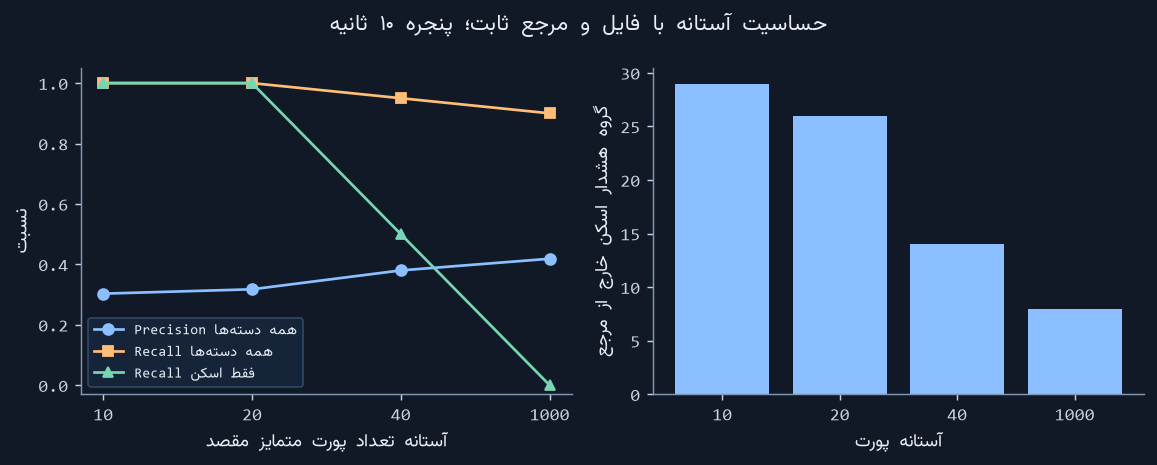 حساسیت آستانه با فایل و مرجع ثابت؛ پنجره ۱۰ ثانیه
نسبت
1.0
0.8
0.6
0.4
0.2
0.0
Precision همه دسته‌ها
Recall همه دسته‌ها
Recall فقط اسکن
10 20 40 1000
آستانه تعداد پورت متمایز مقصد
گروه هشدار اسکن خارج از مرجع
30
25
20
15
10
5
0
10 20 40 1000
آستانه پورت